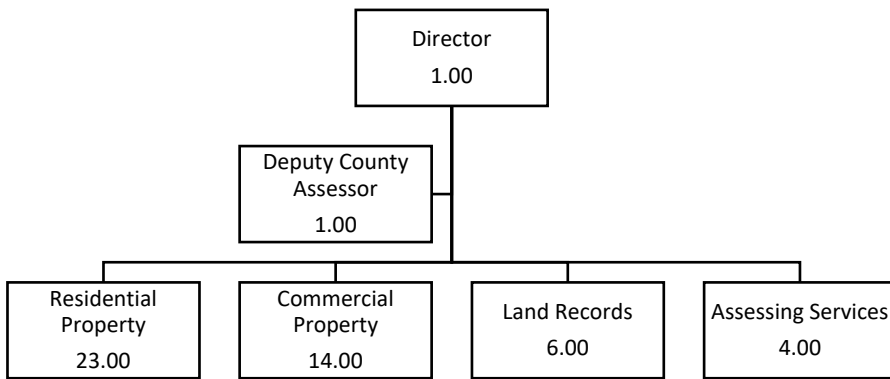 Director
1.00
Deputy County
Assessor
1.00
Residential
Property
23.00
Commercial
Property
14.00
Land Records
6.00
Assessing Services
4.00